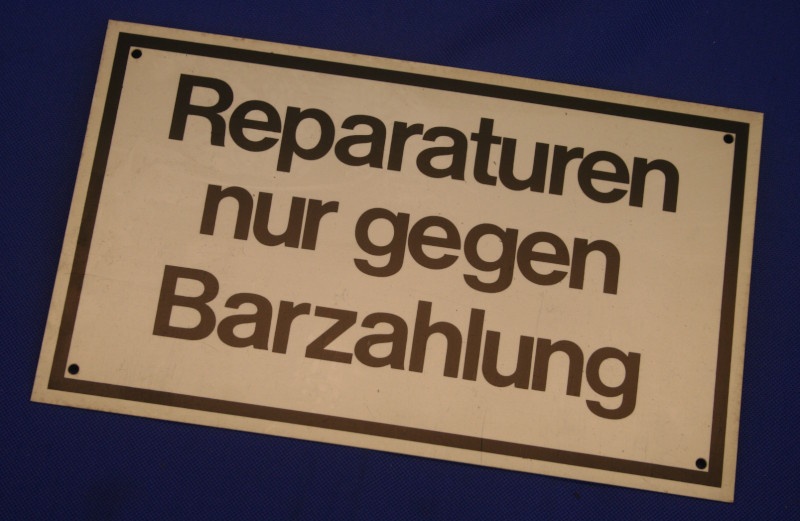 Reparaturen
nur gegen
Barzahlung